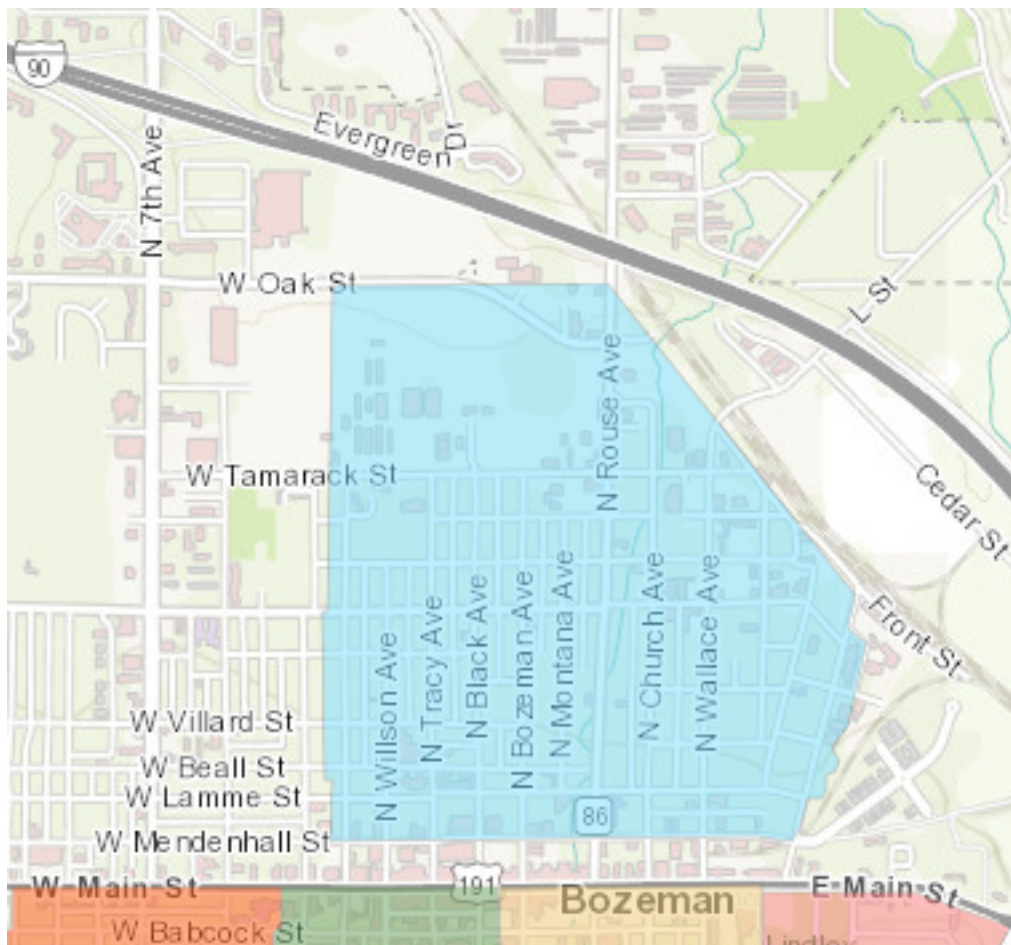 90
Evergreen Dr
N 7th Ave
W Oak St
L St
N Rouse Ave
W Tamarack St
Cedar St
N Willson Ave
N Tracy Ave
N Black Ave
N Bozeman Ave
N Montana Ave
N Church Ave
N Wallace Ave
Front St
W Villard St
W Beall St
W Lamme St
86
W Mendenhall St
W Main St
191
Bozeman
E Main St
W Babcock St
Lindley